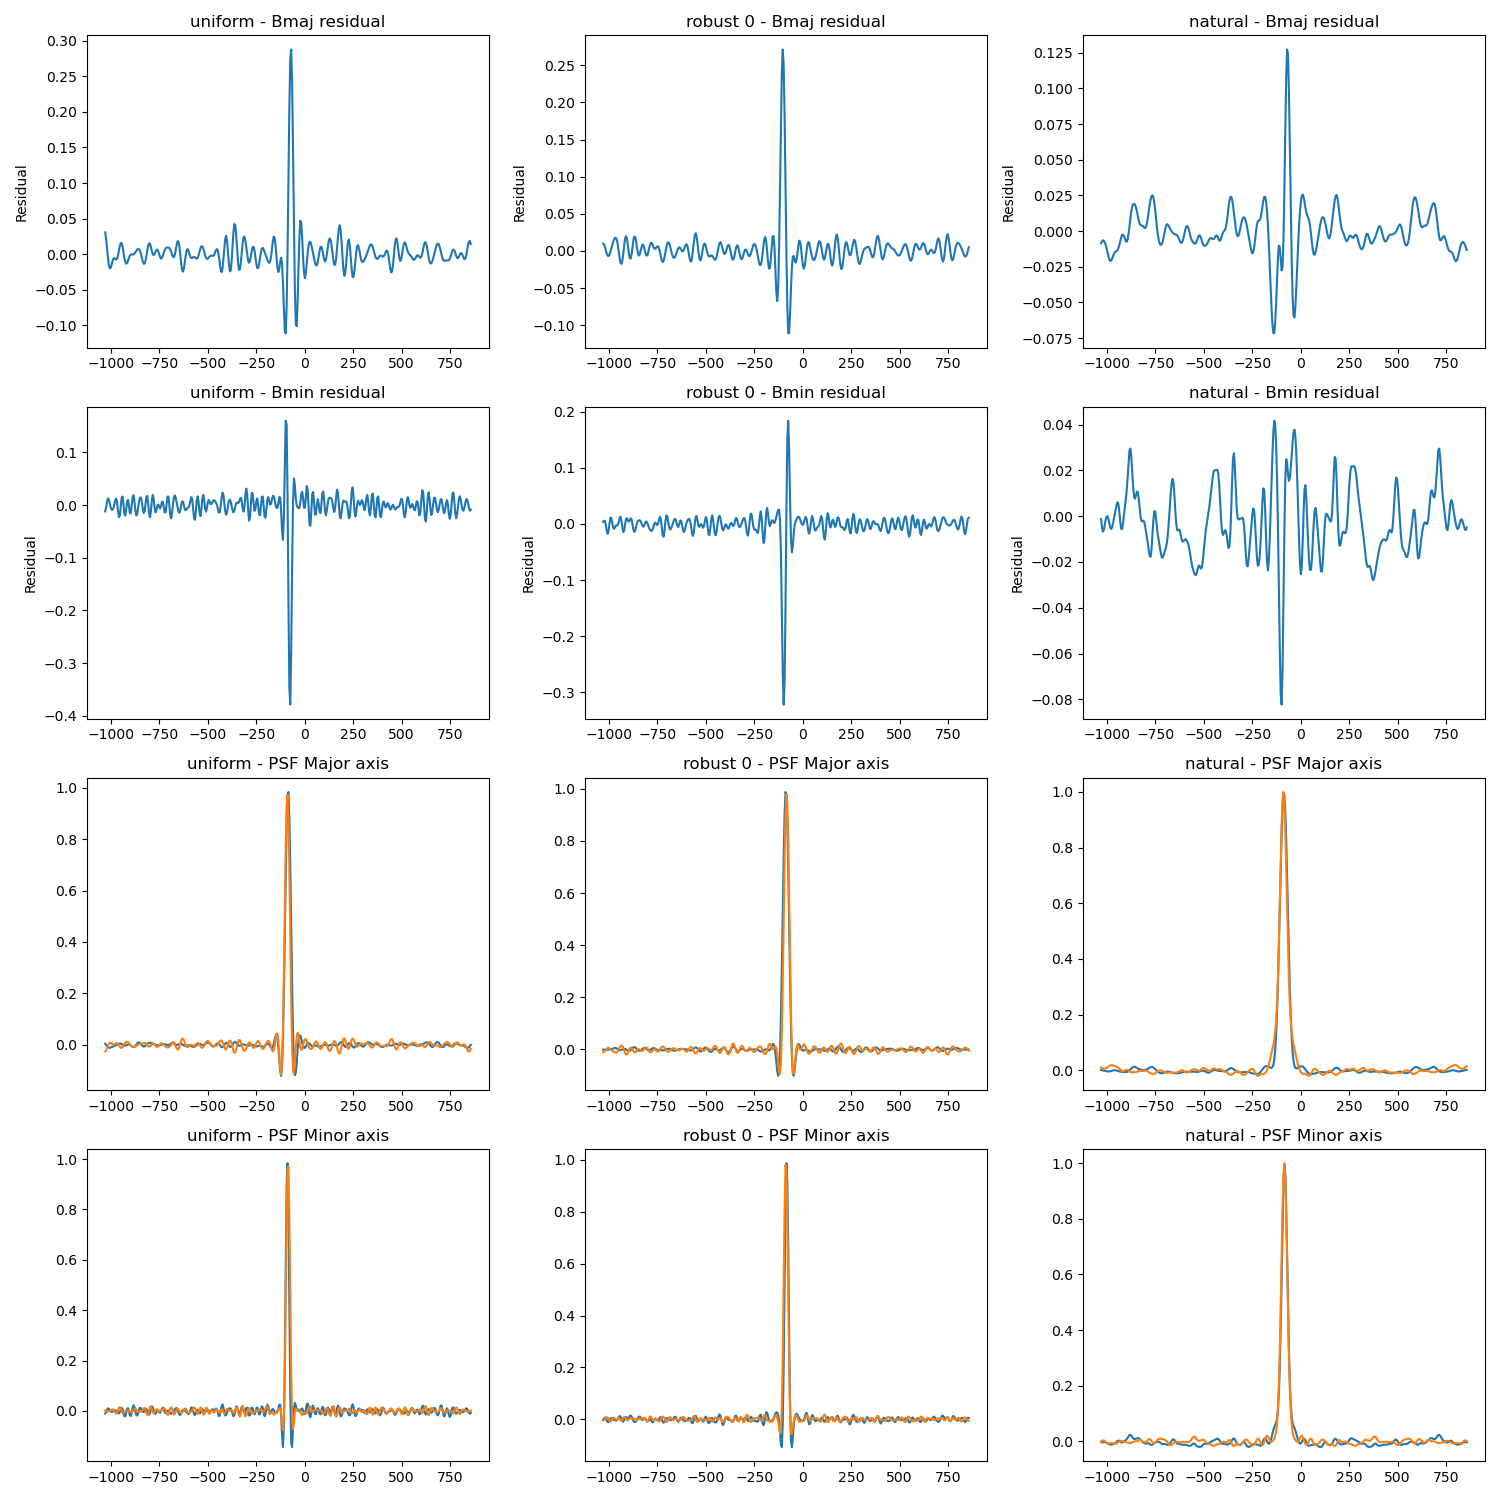 uniform - Bmaj residual
robust 0 - Bmaj residual
natural - Bmaj residual
Residual
0.30
0.25
0.20
0.15
0.10
0.05
0.00
−0.05
−0.10
−1000 −750 −500 −250 0 250 500 750
Residual
0.25
0.20
0.15
0.10
0.05
0.00
−0.05
−0.10
−1000 −750 −500 −250 0 250 500 750
Residual
0.125
0.100
0.075
0.050
0.025
0.000
−0.025
−0.050
−0.075
−1000 −750 −500 −250 0 250 500 750
uniform - Bmin residual
robust 0 - Bmin residual
natural - Bmin residual
Residual
0.1
0.0
−0.1
−0.2
−0.3
−0.4
−1000 −750 −500 −250 0 250 500 750
Residual
0.2
0.1
0.0
−0.1
−0.2
−0.3
−1000 −750 −500 −250 0 250 500 750
Residual
0.04
0.02
0.00
−0.02
−0.04
−0.06
−0.08
−1000 −750 −500 −250 0 250 500 750
uniform - PSF Major axis
robust 0 - PSF Major axis
natural - PSF Major axis
1.0
0.8
0.6
0.4
0.2
0.0
−1000 −750 −500 −250 0 250 500 750
1.0
0.8
0.6
0.4
0.2
0.0
−1000 −750 −500 −250 0 250 500 750
1.0
0.8
0.6
0.4
0.2
0.0
−1000 −750 −500 −250 0 250 500 750
uniform - PSF Minor axis
robust 0 - PSF Minor axis
natural - PSF Minor axis
1.0
0.8
0.6
0.4
0.2
0.0
−1000 −750 −500 −250 0 250 500 750
1.0
0.8
0.6
0.4
0.2
0.0
−1000 −750 −500 −250 0 250 500 750
1.0
0.8
0.6
0.4
0.2
0.0
−1000 −750 −500 −250 0 250 500 750